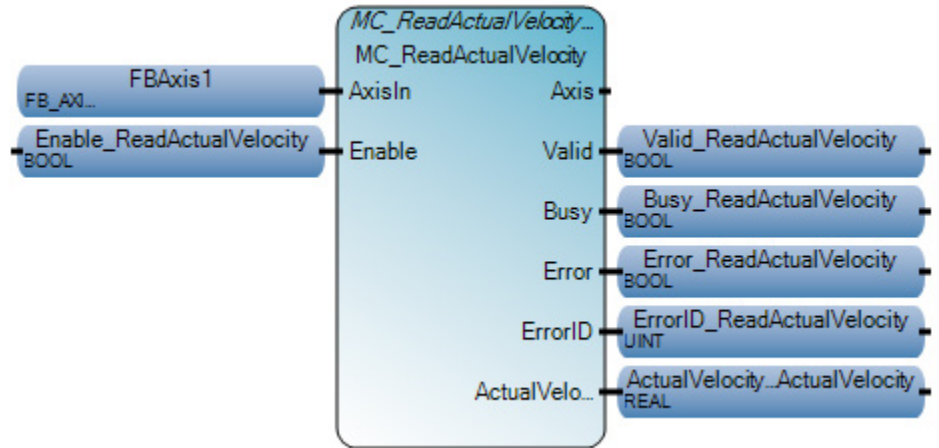 MC_ReadActualVelocity...
MC_ReadActualVelocity
FBAxis1
FB_AXI...
AxisIn
Axis
Enable_ReadActualVelocity
BOOL
Enable
Valid
Valid_ReadActualVelocity
BOOL
Busy
Busy_ReadActualVelocity
BOOL
Error
Error_ReadActualVelocity
BOOL
ErrorID
ErrorID_ReadActualVelocity
UINT
ActualVelo...
ActualVelocity...ActualVelocity
REAL